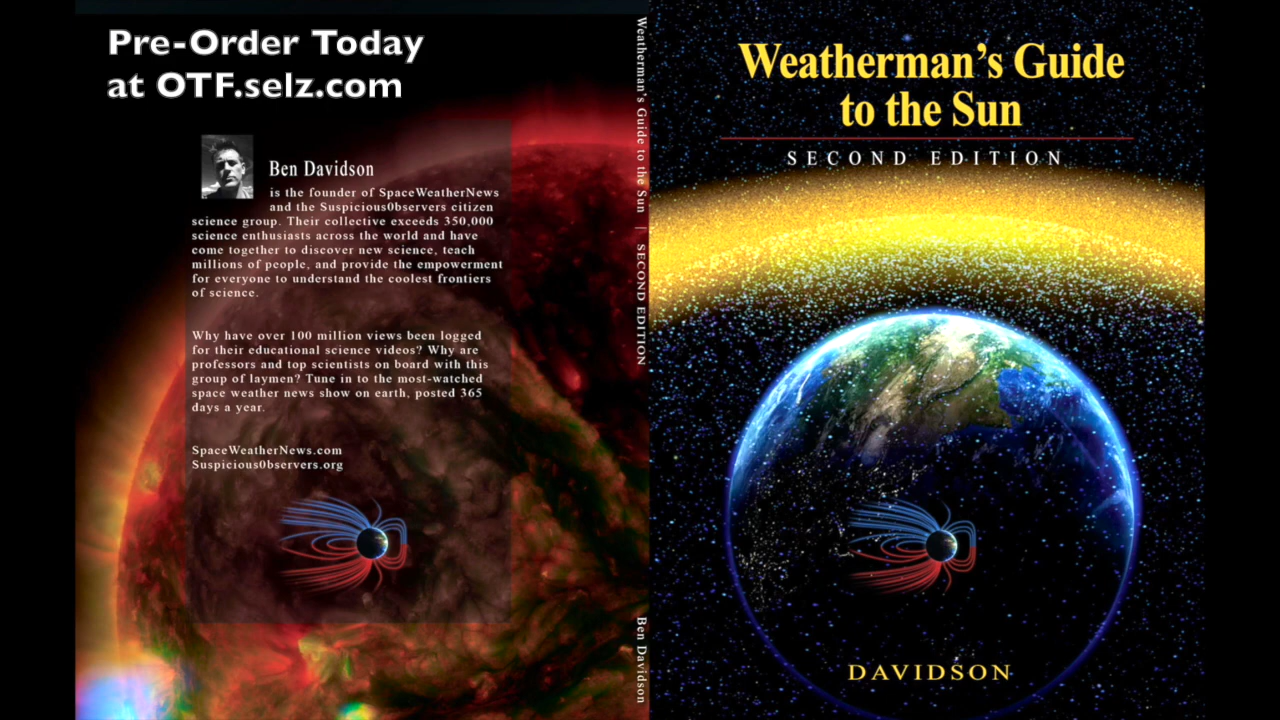 Pre-Order Today
at OTF.selz.com
Ben Davidson
is the founder of SpaceWeatherNews
and the Suspicious0bservers citizen
science group. Their collective exceeds 350,000
science enthusiasts across the world and have
come together to discover new science, teach
millions of people, and provide the empowerment
for everyone to understand the coolest frontiers
of science.
Why have over 100 million views been logged
for their educational science videos? Why are
professors and top scientists on board with this
group of laymen? Tune in to the most-watched
space weather news show on earth, posted 365
days a year.
SpaceWeatherNews.com
Suspicious0bservers.org
Weatherman's Guide to the Sun | SECOND EDITION
Ben Davidson
Weatherman's Guide
to the Sun
SECOND EDITION
DAVIDSON